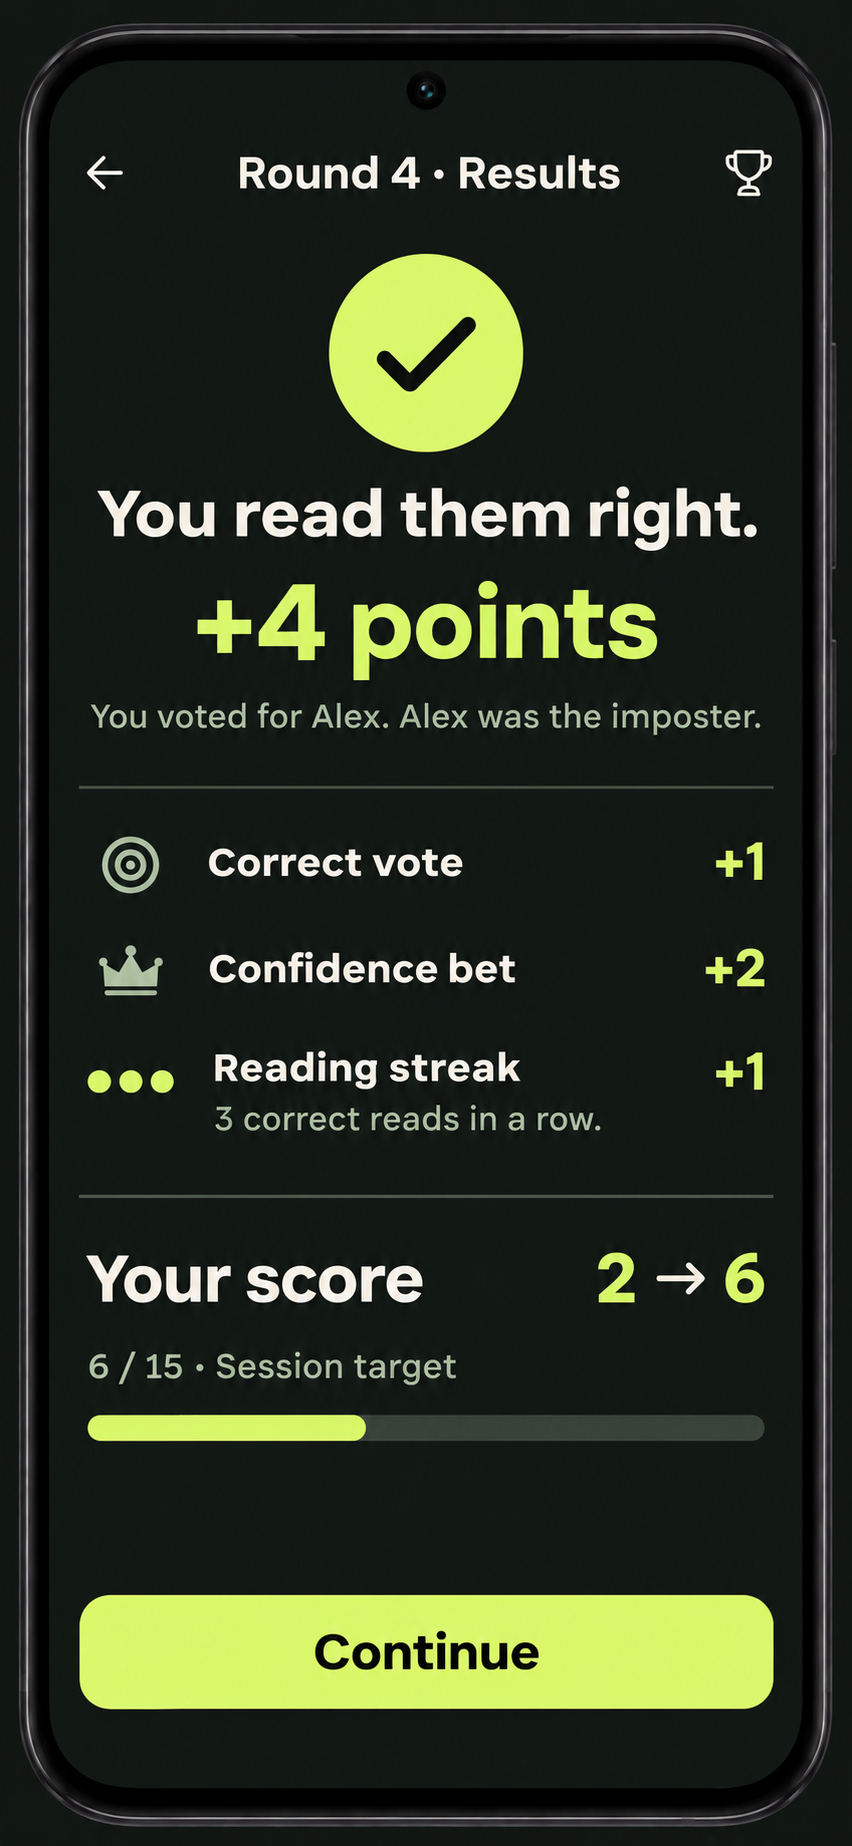 Round 4 • Results
You read them right.
+4 points
You voted for Alex. Alex was the imposter.
Correct vote +1
Confidence bet +2
Reading streak +1
3 correct reads in a row.
Your score 2 → 6
6 / 15 • Session target
Continue